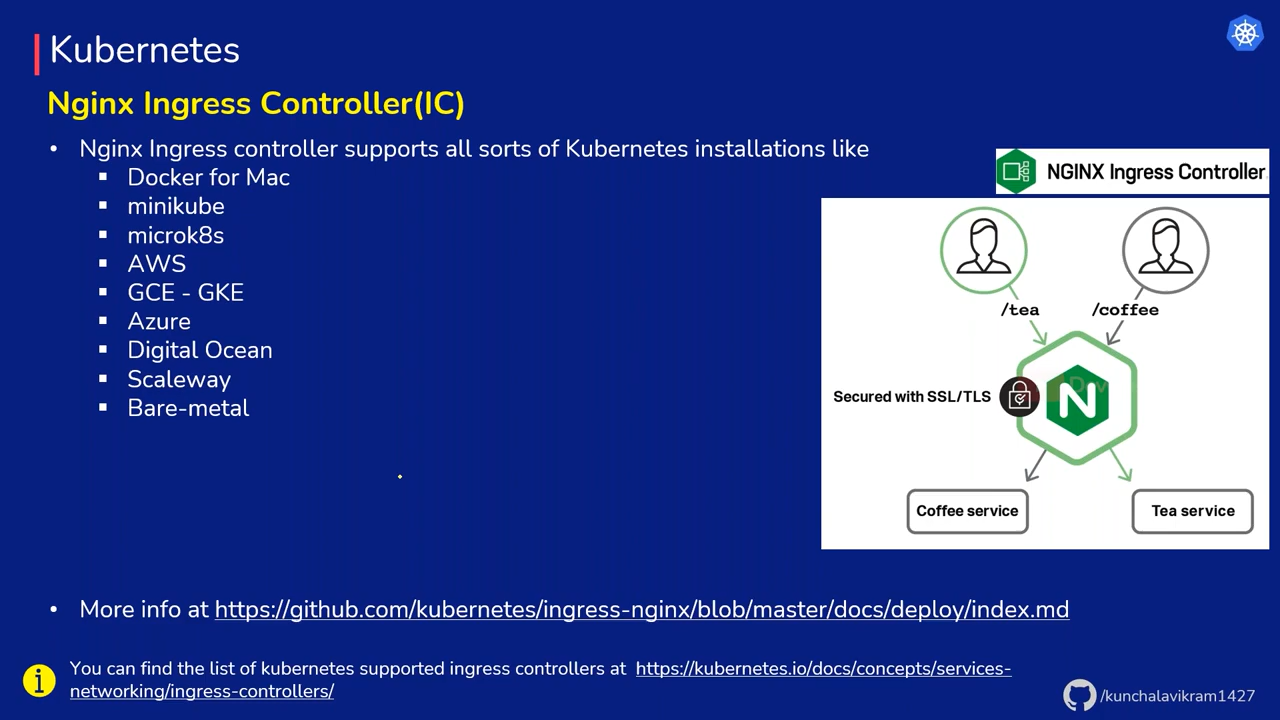 Kubernetes
Nginx Ingress Controller(IC)
• Nginx Ingress controller supports all sorts of Kubernetes installations like
▪ Docker for Mac
▪ minikube
▪ microk8s
▪ AWS
▪ GCE - GKE
▪ Azure
▪ Digital Ocean
▪ Scaleway
▪ Bare-metal
NGINX Ingress Controller
/tea
/coffee
Secured with SSL/TLS
N
Dev
Coffee service
Tea service
• More info at https://github.com/kubernetes/ingress-nginx/blob/master/docs/deploy/index.md
i
You can find the list of kubernetes supported ingress controllers at https://kubernetes.io/docs/concepts/services-
networking/ingress-controllers/
/kunchalavikram1427